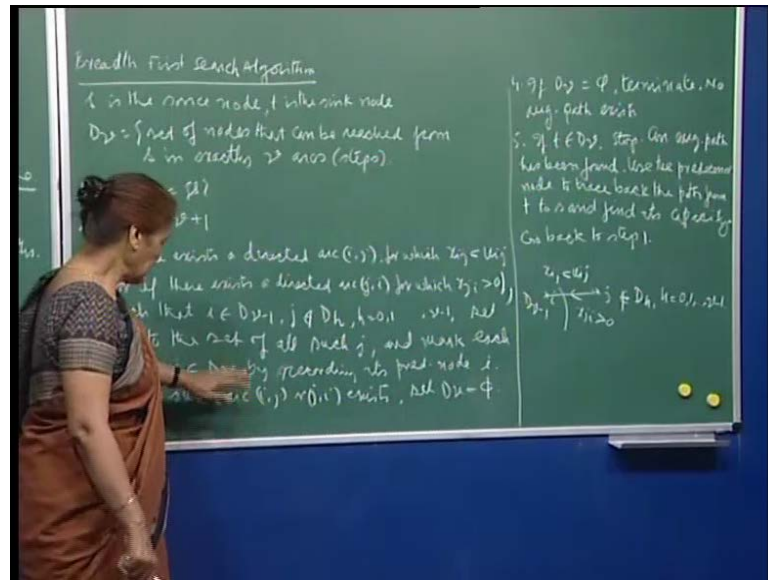 Breadth First Search Algorithm
s is the source node, t is the sink node
Dν = {set of nodes that can be reached from
s in exactly ν arcs (steps).
ν+1
exists a directed arc (i,j), for which xij < uij
if there exists a directed arc (j,i) for which xji > 0),
that i ∈ Dν-1, j ∉ Dh, h=0,1 ν-1, set
the set of all such j, and mark each
by recording its pred. node i.
arc (i,j) or (j,i) exists, set Dν = φ.
4. If Dν = φ, terminate. No
aug. path exists
5. If t ∈ Dν. Stop. An aug. path
has been found. Use the predecessor
node to trace back the path from
t to s and find its capacity
Go back to step 1.
xij < uij
Dν-1 j ∉ Dh, h=0,1,..ν-1
xji > 0